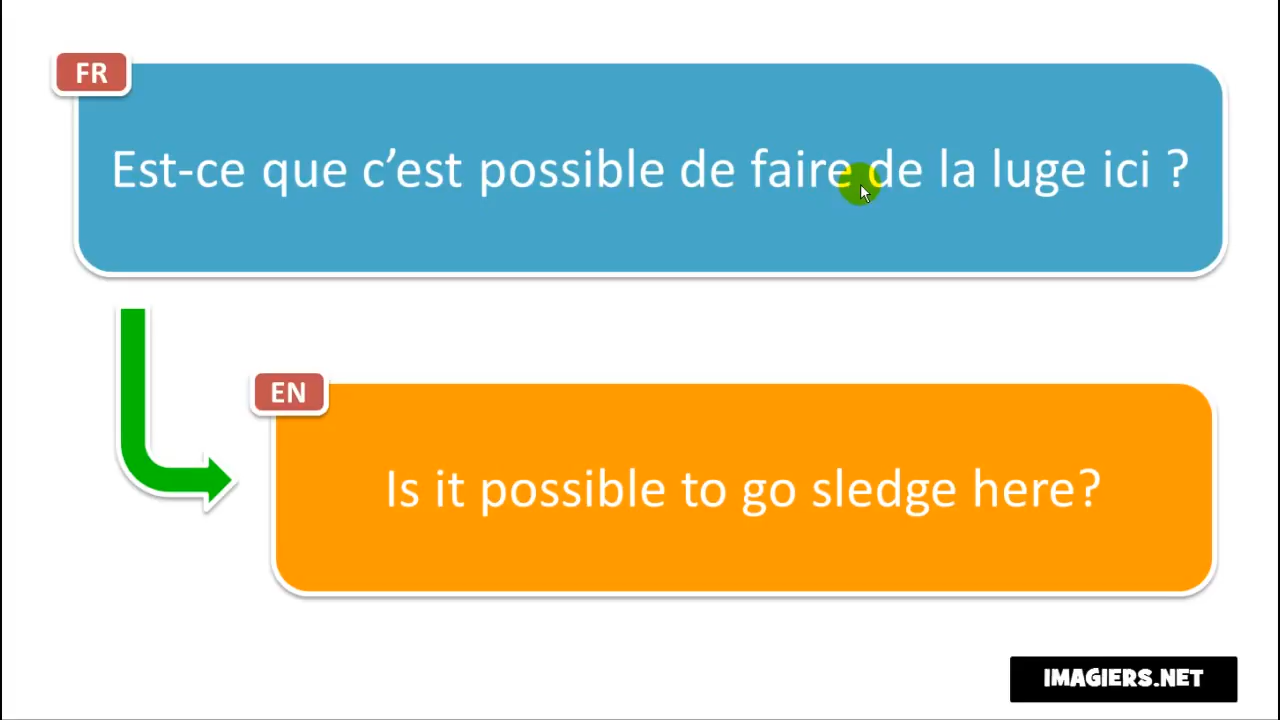 FR
Est-ce que c’est possible de faire de la luge ici ?
EN
Is it possible to go sledge here?
IMAGIERS.NET